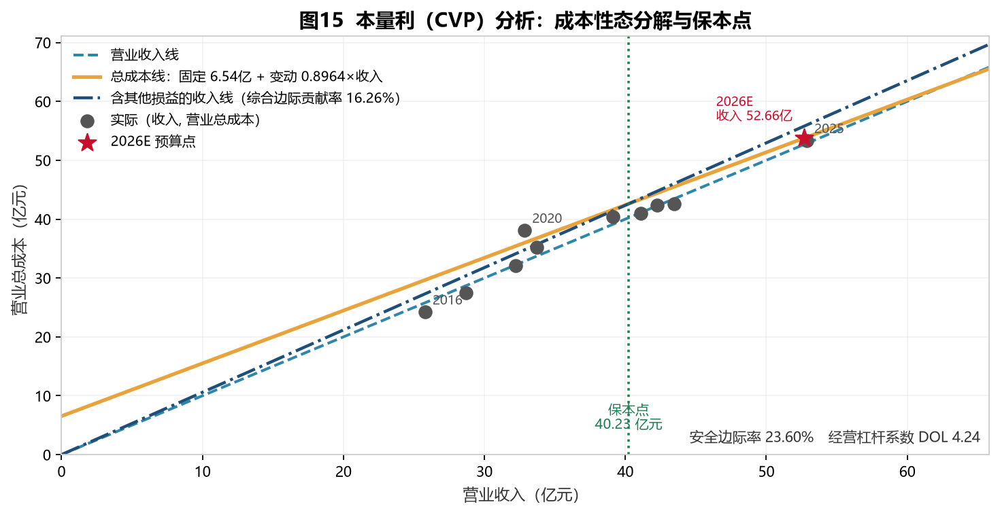 图15 本量利（CVP）分析：成本性态分解与保本点
营业收入线
总成本线：固定 6.54亿 + 变动 0.8964×收入
含其他损益的收入线（综合边际贡献率 16.26%）
实际（收入, 营业总成本）
2026E 预算点
2026E
收入 52.66亿
2025
2020
2016
保本点
40.23 亿元
安全边际率 23.60% 经营杠杆系数 DOL 4.24
营业总成本（亿元）
70
60
50
40
30
20
10
0
0 10 20 30 40 50 60
营业收入（亿元）